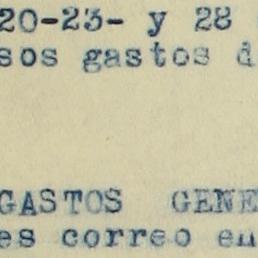 20-23- y 28
sos gastos d
GASTOS GENE
es correo en